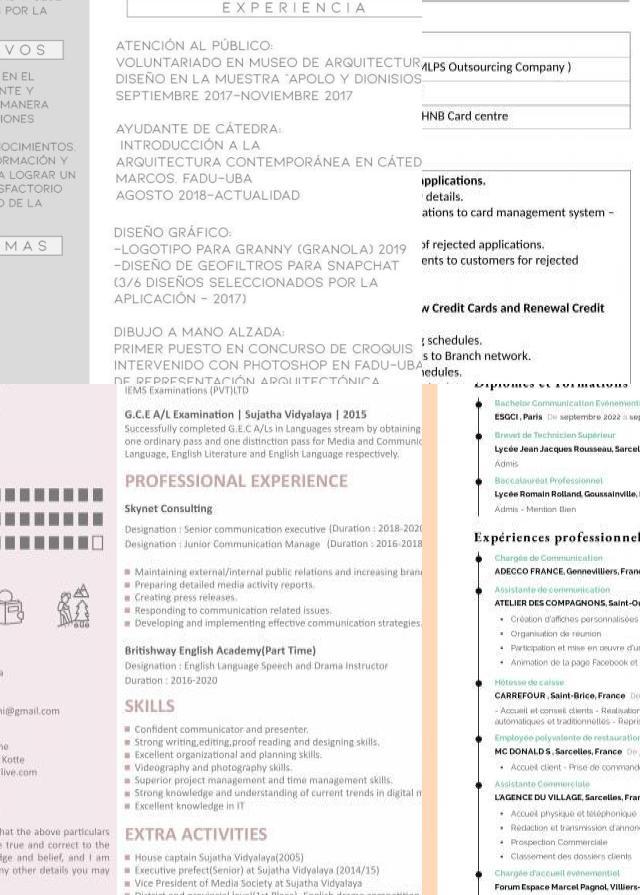 S POR LA
VOS
EN EL
NTE Y
MANERA
IONES
OCIMIENTOS.
ORMACIÓN Y
A LOGRAR UN
SFACTORIO
O DE LA
MAS
EXPERIENCIA
ATENCIÓN AL PÚBLICO:
VOLUNTARIADO EN MUSEO DE ARQUITECTUR
DISEÑO EN LA MUESTRA ¨APOLO Y DIONISIOS
SEPTIEMBRE 2017-NOVIEMBRE 2017
AYUDANTE DE CÁTEDRA:
INTRODUCCIÓN A LA
ARQUITECTURA CONTEMPORÁNEA EN CÁTED
MARCOS. FADU-UBA
AGOSTO 2018-ACTUALIDAD
DISEÑO GRÁFICO:
-LOGOTIPO PARA GRANNY (GRANOLA) 2019
-DISEÑO DE GEOFILTROS PARA SNAPCHAT
(3/6 DISEÑOS SELECCIONADOS POR LA
APLICACIÓN - 2017)
DIBUJO A MANO ALZADA:
PRIMER PUESTO EN CONCURSO DE CROQUIS
INTERVENIDO CON PHOTOSHOP EN FADU-UBA
DE REPRESENTACIÓN ARQUITECTÓNICA
MLPS Outsourcing Company )
HNB Card centre
applications.
details.
ations to card management system –
of rejected applications.
ents to customers for rejected
w Credit Cards and Renewal Credit
g schedules.
s to Branch network.
hedules.
ni@gmail.com
ne
Kotte
live.com
hat the above particulars
e true and correct to the
dge and belief, and I am
ny other details you may
IEMS Examinations (PVT)LTD
G.C.E A/L Examination | Sujatha Vidyalaya | 2015
Successfully completed G.E.C A/Ls in Languages stream by obtaining
one ordinary pass and one distinction pass for Media and Communic
Language, English Literature and English Language respectively.
PROFESSIONAL EXPERIENCE
Skynet Consulting
Designation : Senior communication executive (Duration : 2018-2020
Designation : Junior Communication Manage (Duration : 2016-2018
Maintaining external/internal public relations and increasing bran
Preparing detailed media activity reports.
Creating press releases.
Responding to communication related issues.
Developing and implementing effective communication strategies.
Britishway English Academy(Part Time)
Designation : English Language Speech and Drama Instructor
Duration : 2016-2020
SKILLS
Confident communicator and presenter.
Strong writing,editing,proof reading and designing skills.
Excellent organizational and planning skills.
Videography and photography skills.
Superior project management and time management skills.
Strong knowledge and understanding of current trends in digital m
Excellent knowledge in IT
EXTRA ACTIVITIES
House captain Sujatha Vidyalaya(2005)
Executive prefect(Senior) at Sujatha Vidyalaya (2014/15)
Vice President of Media Society at Sujatha Vidyalaya
Diplômes et Formations
Bachelor Communication Événement
ESGCI , Paris De septembre 2022 à sep
Brevet de Technicien Supérieur
Lycée Jean Jacques Rousseau, Sarcel
Admis
Baccalauréat Professionnel
Lycée Romain Rolland, Goussainville,
Admis - Mention Bien
Expériences professionnel
Chargée de Communication
ADECCO FRANCE, Gennevilliers, Fran
Assistante de communication
ATELIER DES COMPAGNONS, Saint-Ou
• Création d'affiches personnalisées
• Organisation de réunion
• Participation et mise en œuvre d'u
• Animation de la page Facebook et
Hôtesse de caisse
CARREFOUR , Saint-Brice, France De
- Accueil et conseil clients - Réalisation
automatiques et traditionnelles - Repris
Employée polyvalente de restauration
MC DONALD S , Sarcelles, France De
• Accueil client - Prise de command
Assistante Commerciale
L'AGENCE DU VILLAGE, Sarcelles, Fra
• Accueil physique et téléphonique
• Rédaction et transmission d'annon
• Prospection Commerciale
• Classement des dossiers clients
Chargée d'accueil évènementiel
Forum Espace Marcel Pagnol, Villiers